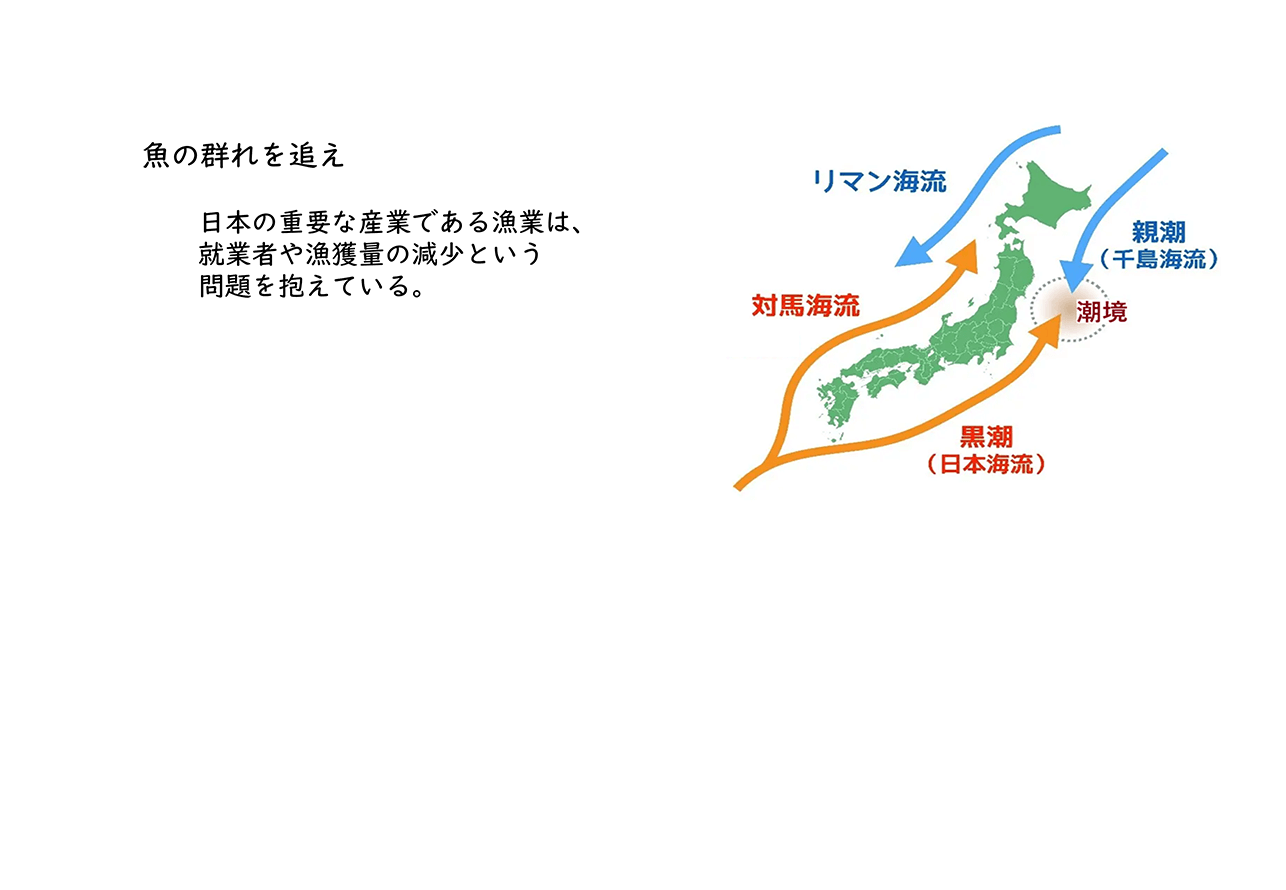 魚の群れを追え
日本の重要な産業である漁業は、
就業者や漁獲量の減少という
問題を抱えている。
リマン海流
親潮
（千島海流）
対馬海流
潮境
黒潮
（日本海流）